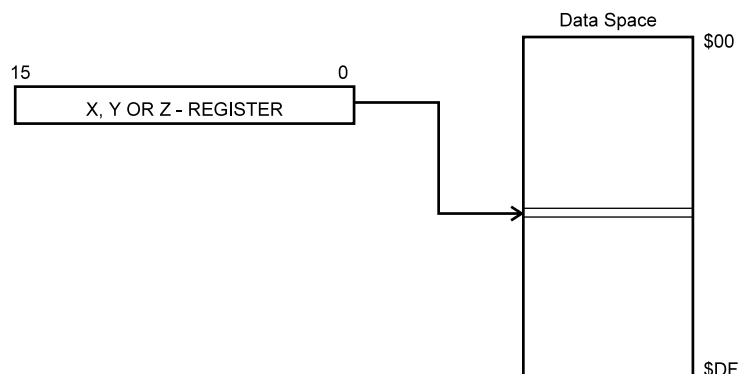 Data Space
$00
15 0
X, Y OR Z - REGISTER
$DF